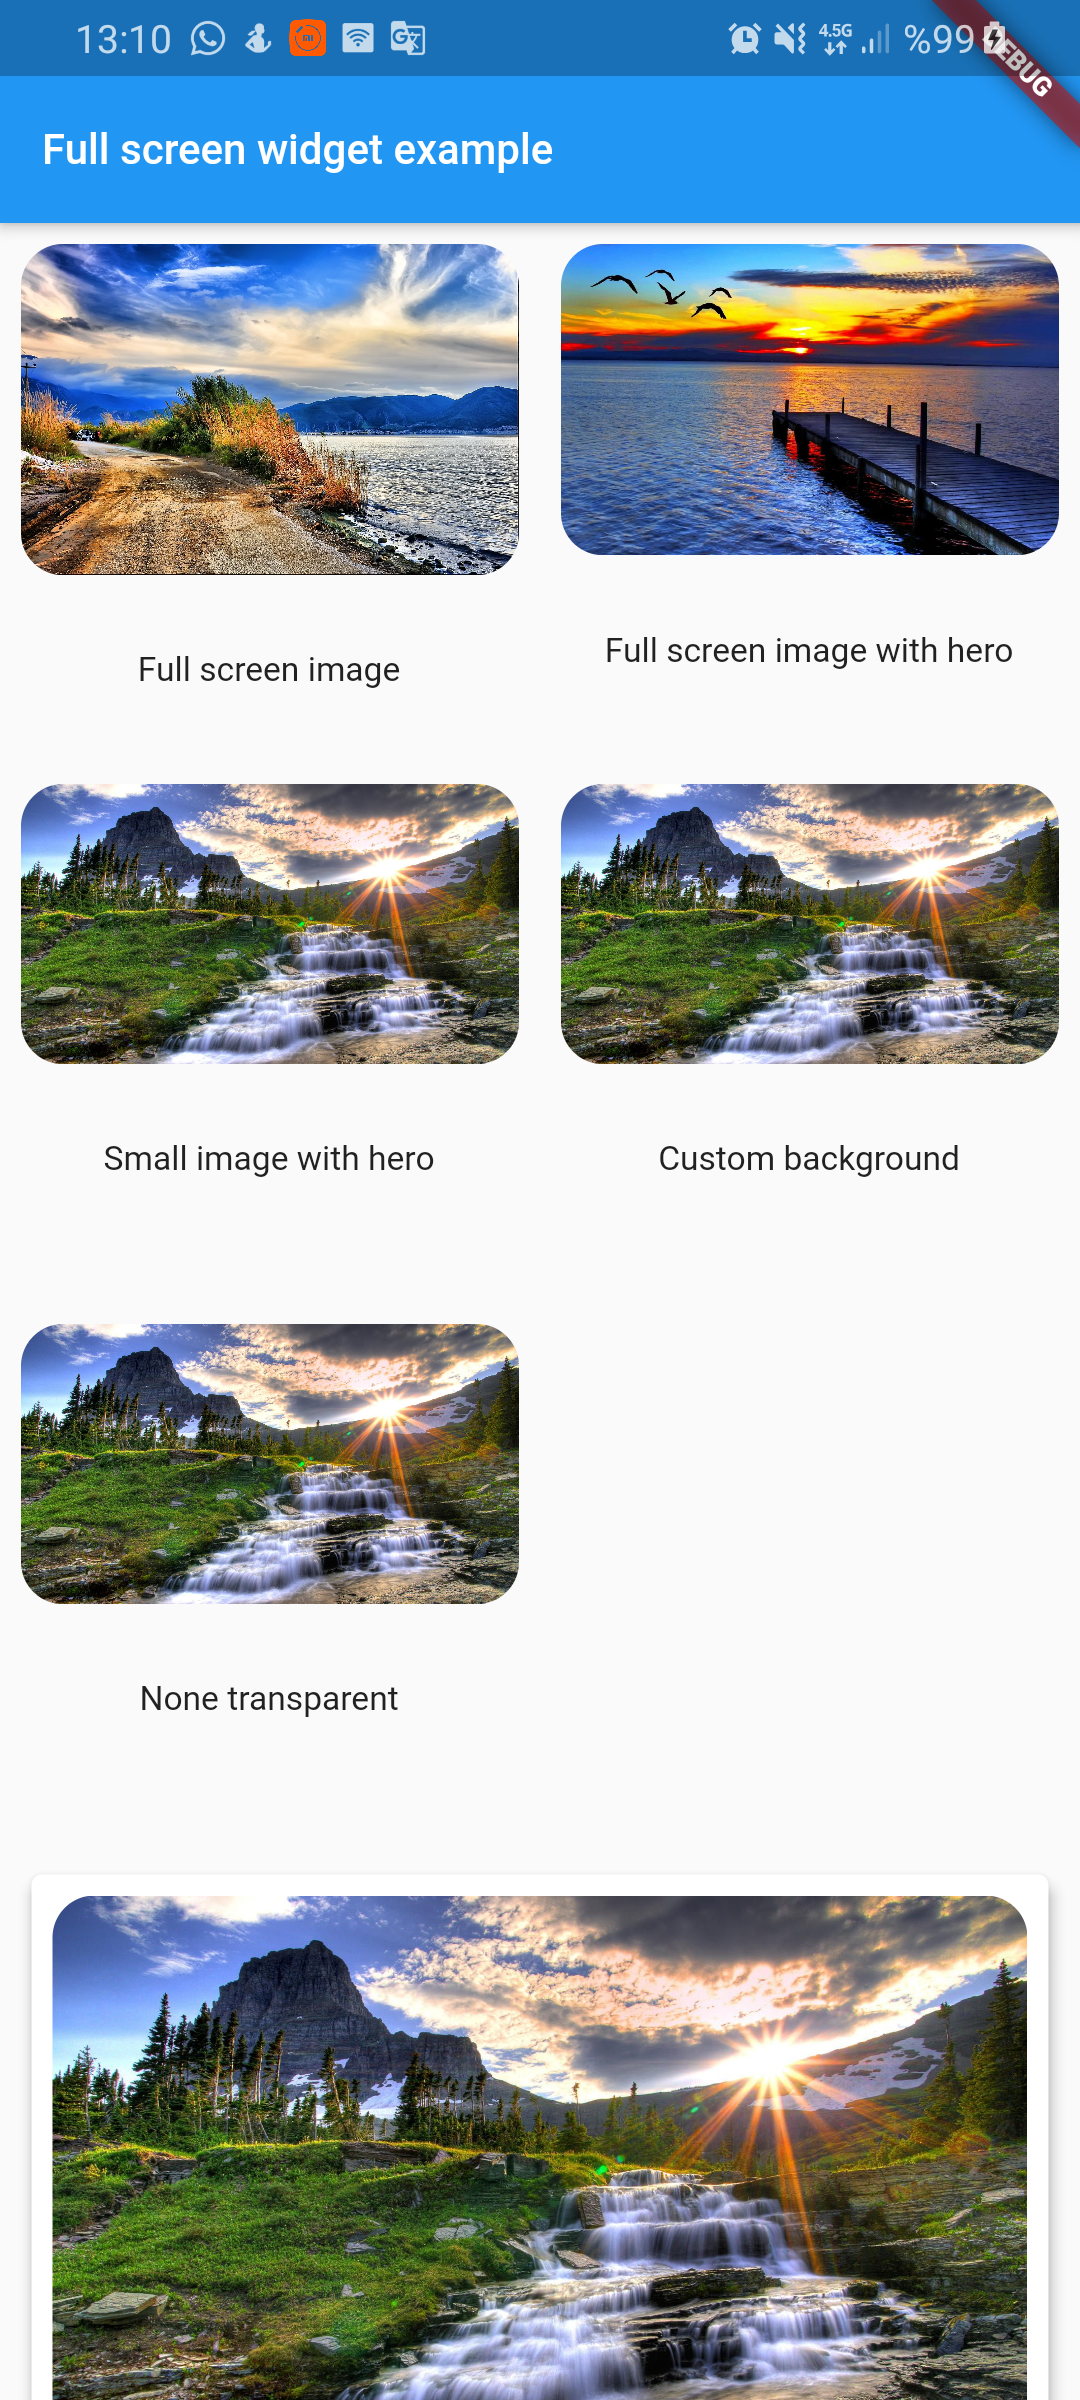 13:10
4.5G
%99
DEBUG
Full screen widget example
Full screen image
Full screen image with hero
Small image with hero
Custom background
None transparent